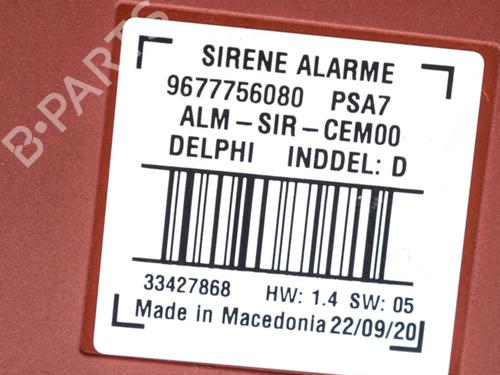 B-PARTS
SIRENE ALARME
9677756080 PSA7
ALM-SIR-CEM00
DELPHI INDDEL: D
33427868 HW: 1.4 SW: 05
Made in Macedonia 22/09/20